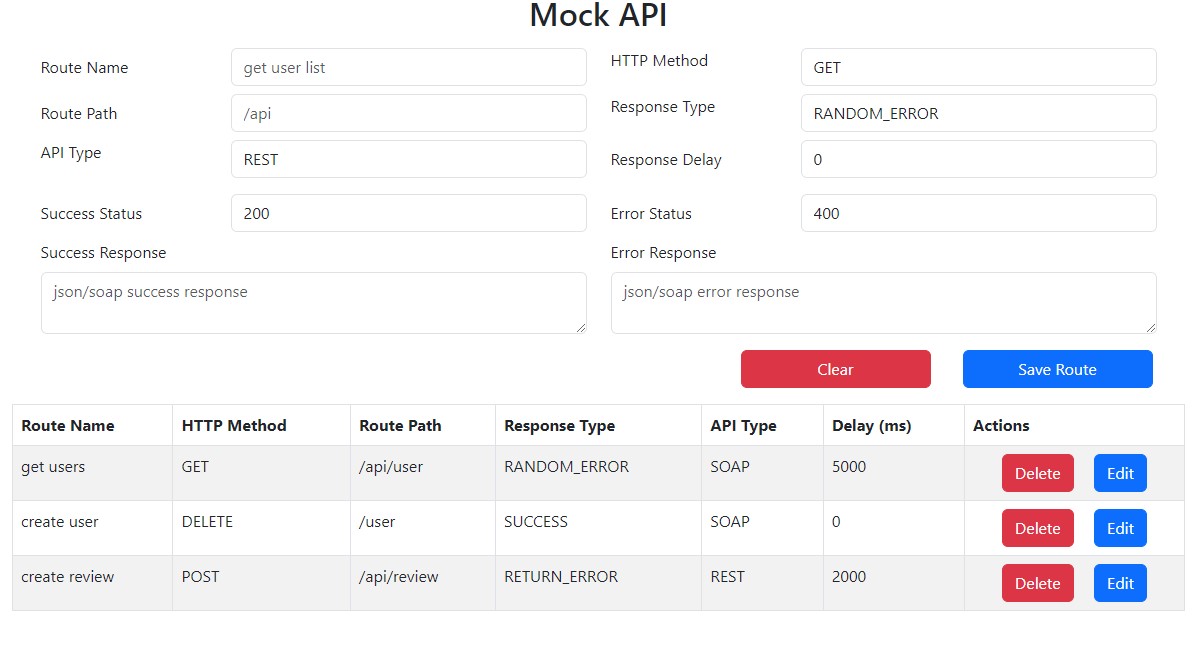 Mock API
Route Name get user list HTTP Method GET
Route Path /api Response Type RANDOM_ERROR
API Type REST Response Delay 0
Success Status 200 Error Status 400
Success Response Error Response
json/soap success response json/soap error response
Clear Save Route
Route Name HTTP Method Route Path Response Type API Type Delay (ms) Actions
get users GET /api/user RANDOM_ERROR SOAP 5000 Delete Edit
create user DELETE /user SUCCESS SOAP 0 Delete Edit
create review POST /api/review RETURN_ERROR REST 2000 Delete Edit